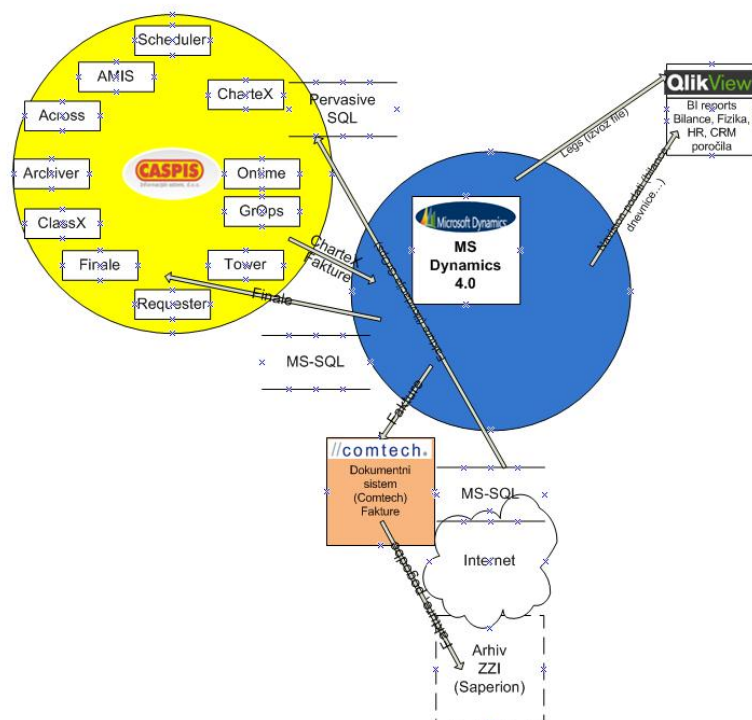 Scheduler
AMIS
CharteX
Across
Archiver
CASPIS
Ontime
GrOps
ClassX
Finale
Tower
Requester
Pervasive
SQL
CharteX
Fakture
Finale
MS-SQL
Microsoft Dynamics
MS
Dynamics
4.0
Legs (izvoz file)
QlikView
BI reports
Bilance, Fizika,
HR, CRM
poročila
dnevnice...)
Fakture
//comtech®
Dokumentni
sistem
(Comtech)
Fakture
MS-SQL
Internet
Arhiv
ZZI
(Saperion)